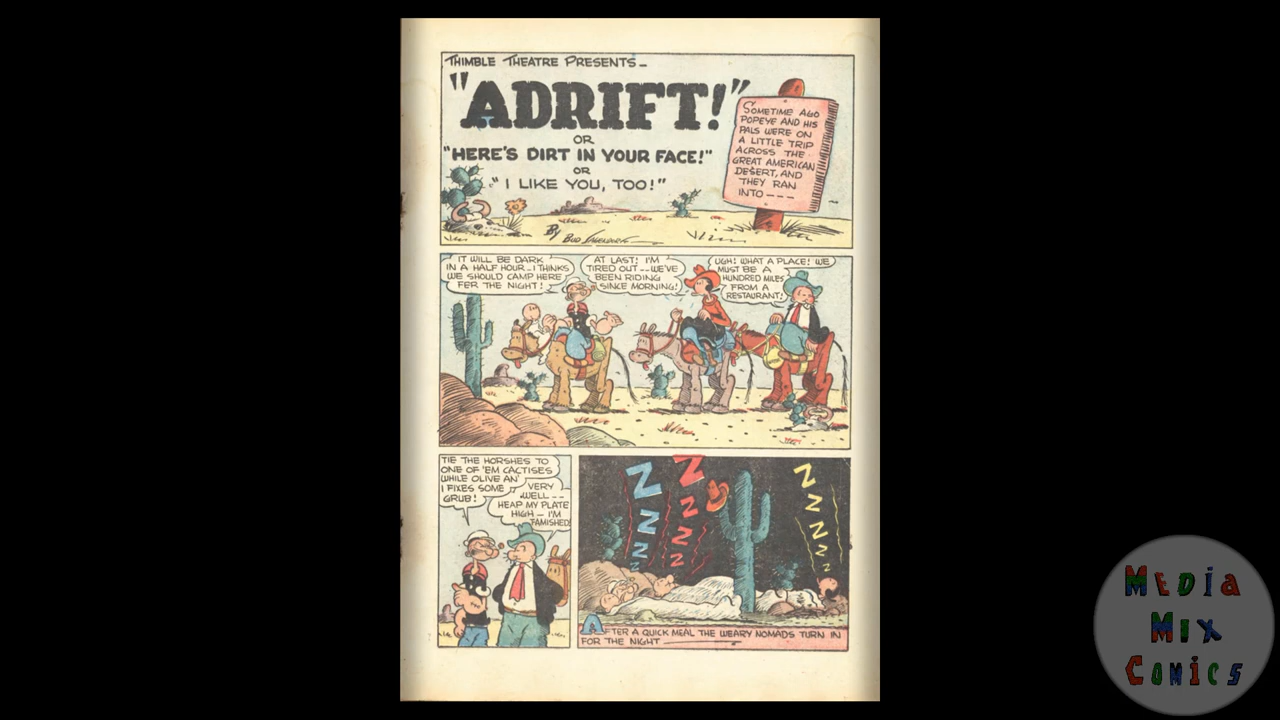 THIMBLE THEATRE PRESENTS —
"ADRIFT!"
OR
"HERE'S DIRT IN YOUR FACE!"
OR
"I LIKE YOU, TOO!"
By
BUD SAGENDORF
SOMETIME AGO
POPEYE AND HIS
PALS WERE ON
A LITTLE TRIP
ACROSS THE
GREAT AMERICAN
DESERT, AND
THEY RAN
INTO - - -
IT WILL BE DARK
IN A HALF HOUR - I THINKS
WE SHOULD CAMP HERE
FER THE NIGHT!
AT LAST! I'M
TIRED OUT -- WE'VE
BEEN RIDING
SINCE MORNING!
UGH! WHAT A PLACE! WE
MUST BE A
HUNDRED MILES
FROM A
RESTAURANT!
TIE THE HORSHES TO
ONE OF 'EM CACTISES
WHILE OLIVE AN'
I FIXES SOME
GRUB!
VERY
WELL --
HEAP MY PLATE
HIGH - I'M
FAMISHED!
Z Z Z Z
Z Z Z Z
Z Z Z Z Z
AFTER A QUICK MEAL THE WEARY NOMADS TURN IN
FOR THE NIGHT
MEDIA
MIX
COMICS